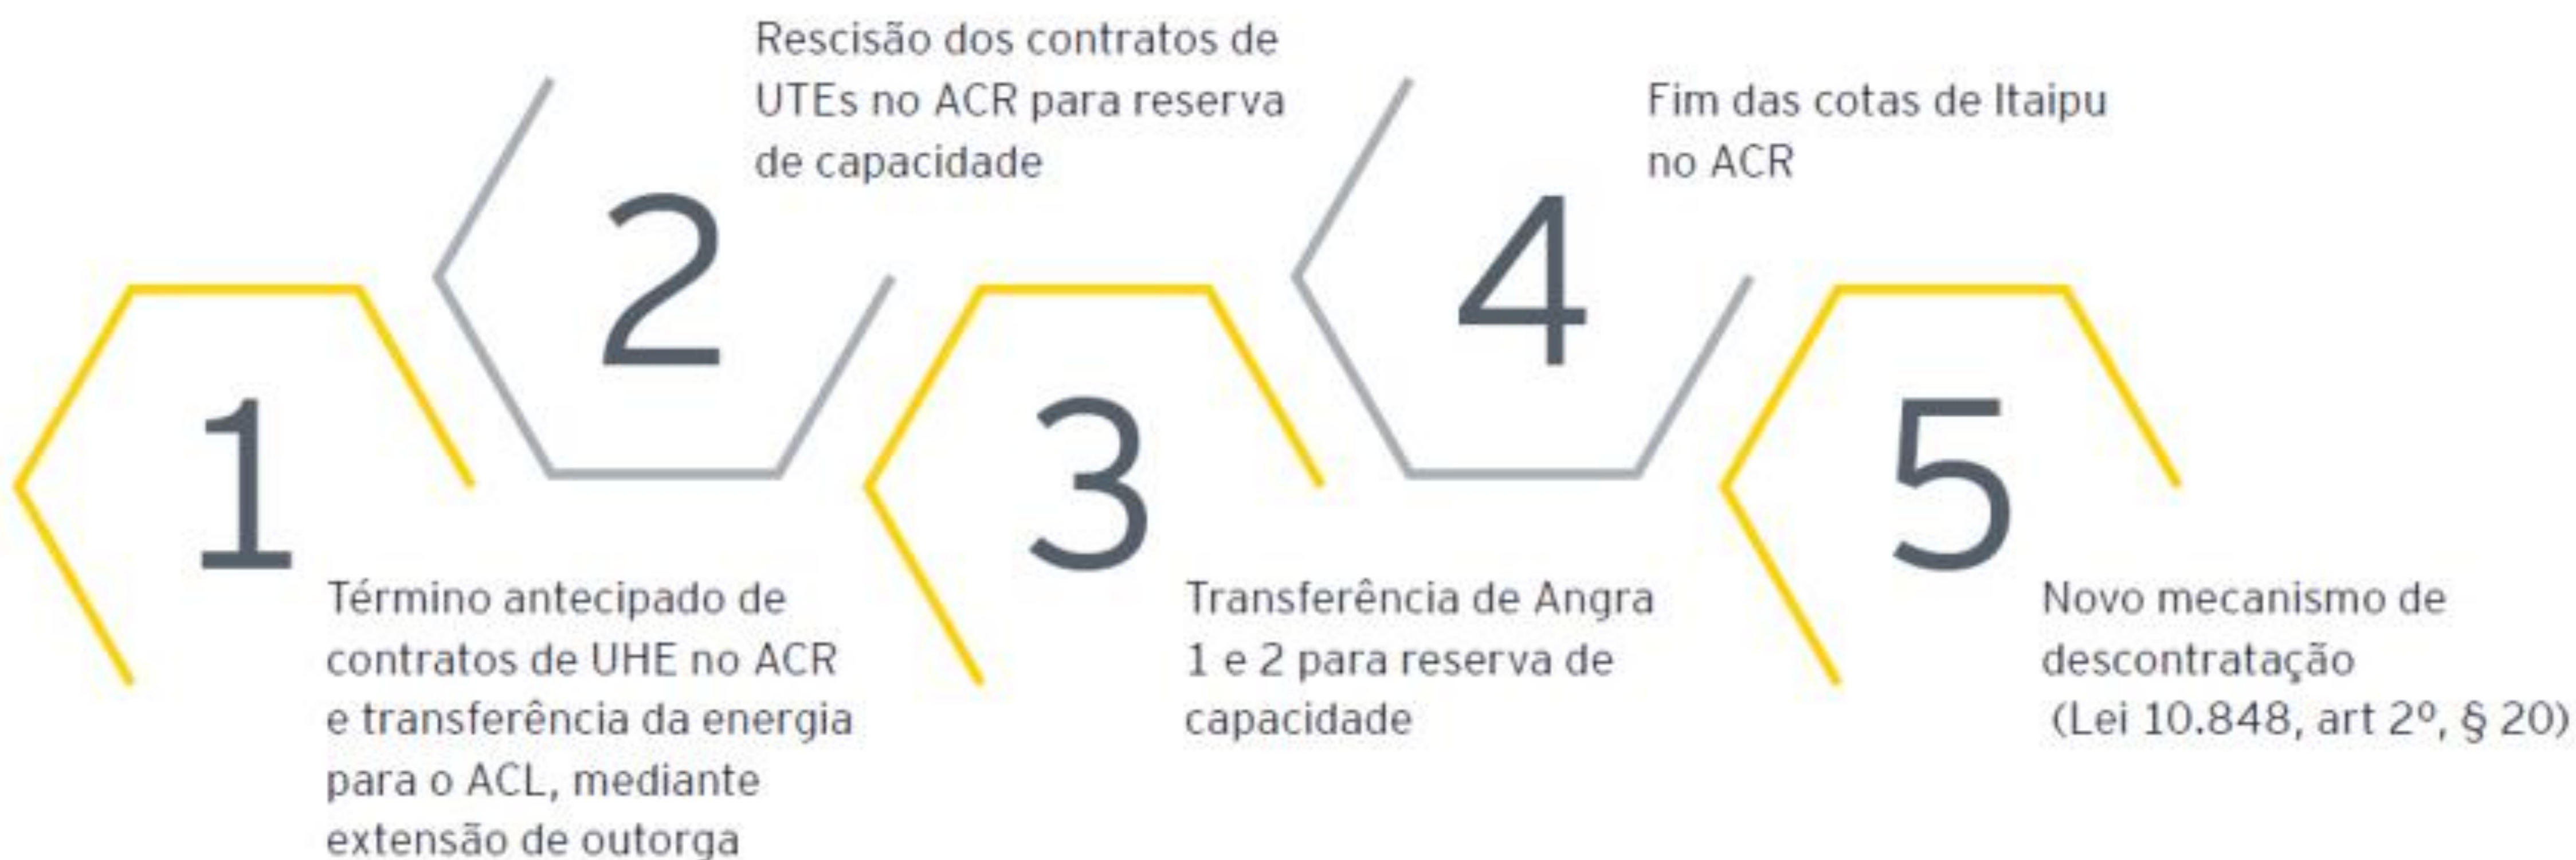 1
Término antecipado de
contratos de UHE no ACR
e transferência da energia
para o ACL, mediante
extensão de outorga
2
Rescisão dos contratos de
UTEs no ACR para reserva
de capacidade
3
Transferência de Angra
1 e 2 para reserva de
capacidade
4
Fim das cotas de Itaipu
no ACR
5
Novo mecanismo de
descontratação
(Lei 10.848, art 2º, § 20)